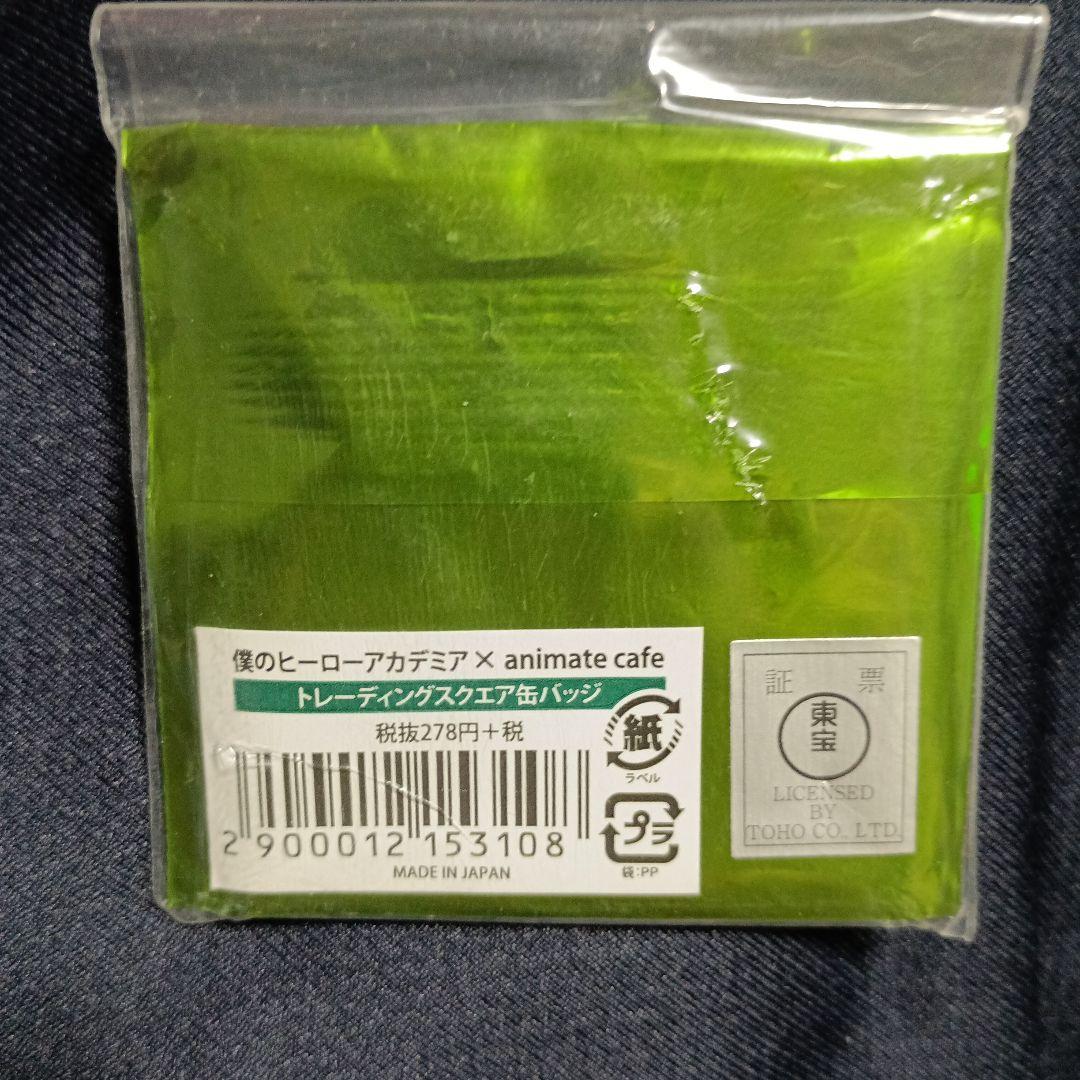 僕のヒーローアカデミア× animate cafe
トレーディングスクエア缶バッジ
税抜278円+税
紙
ラベル
2 900012 153108
プラ
袋:PP
MADE IN JAPAN
証票
東宝
LICENSED
BY
TOHO CO., LTD.